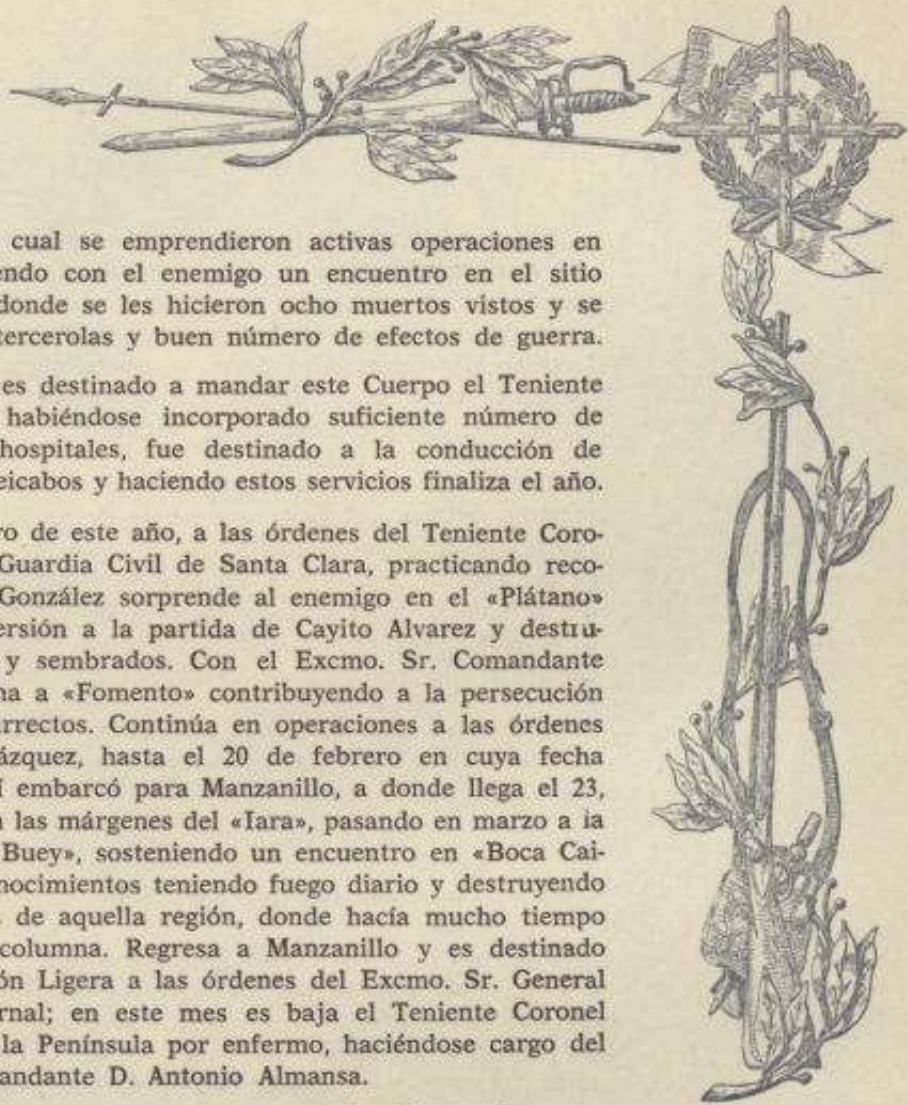 cual se emprendieron activas operaciones en
endo con el enemigo un encuentro en el sitio
donde se les hicieron ocho muertos vistos y se
tercerolas y buen número de efectos de guerra.
es destinado a mandar este Cuerpo el Teniente
habiéndose incorporado suficiente número de
hospitales, fue destinado a la conducción de
eicabos y haciendo estos servicios finaliza el año.
ro de este año, a las órdenes del Teniente Coro-
Guardia Civil de Santa Clara, practicando reco-
González sorprende al enemigo en el «Plátano»
ersión a la partida de Cayito Alvarez y destru-
y sembrados. Con el Excmo. Sr. Comandante
na a «Fomento» contribuyendo a la persecución
urrectos. Continúa en operaciones a las órdenes
ázquez, hasta el 20 de febrero en cuya fecha
í embarcó para Manzanillo, a donde llega el 23,
n las márgenes del «Iara», pasando en marzo a la
Buey», sosteniendo un encuentro en «Boca Cai-
nocimientos teniendo fuego diario y destruyendo
de aquella región, donde hacía mucho tiempo
columna. Regresa a Manzanillo y es destinado
ón Ligera a las órdenes del Excmo. Sr. General
rnal; en este mes es baja el Teniente Coronel
la Península por enfermo, haciéndose cargo del
mandante D. Antonio Almansa.